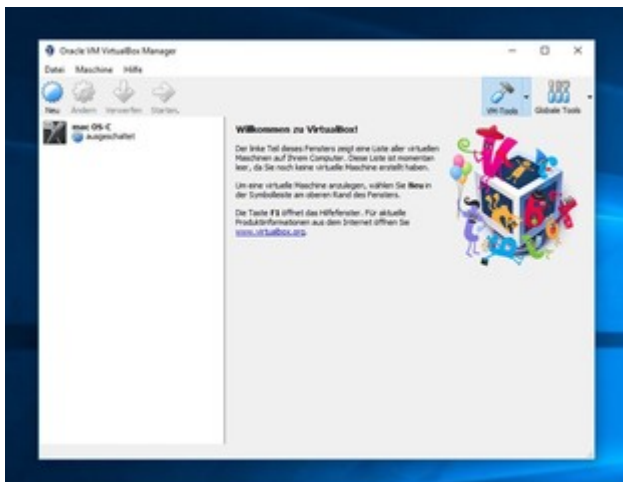 Oracle VM VirtualBox Manager
Datei Maschine Hilfe
Neu Ändern Verwerfen Starten
VM-Tools Globale Tools
mac OS-C
ausgeschaltet
Willkommen zu VirtualBox!
Der linke Teil dieses Fensters zeigt eine Liste aller virtuellen
Maschinen auf Ihrem Computer. Diese Liste ist momentan
leer, da Sie noch keine virtuelle Maschine erstellt haben.
Um eine virtuelle Maschine anzulegen, wählen Sie Neu in
der Symbolleiste am oberen Rand des Fensters.
Die Taste F1 öffnet das Hilfefenster. Für aktuelle
Produktinformationen aus dem Internet öffnen Sie
www.virtualbox.org.